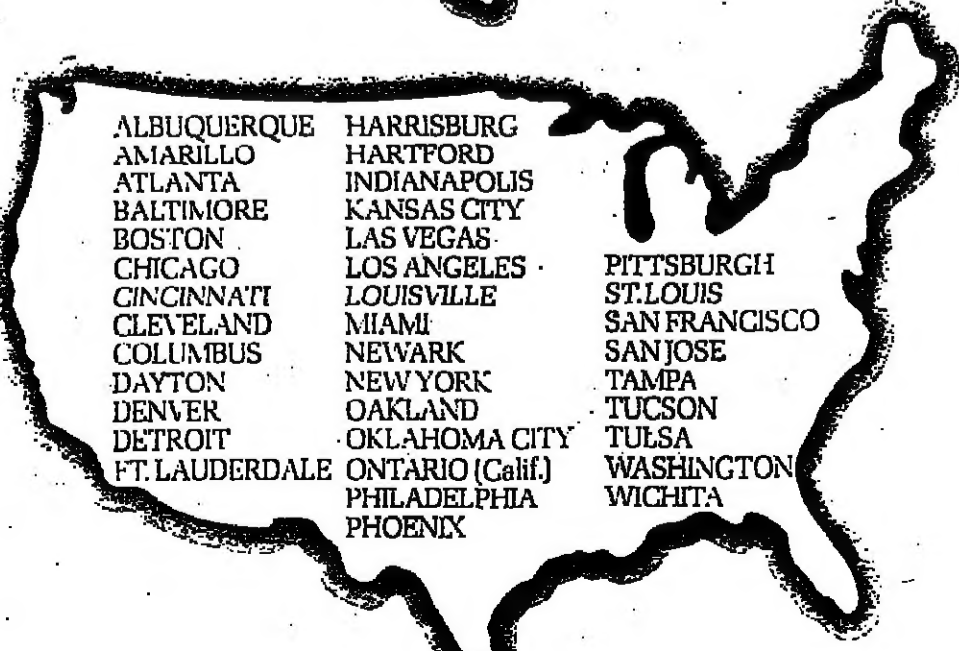 ALBUQUERQUE
AMARILLO
ATLANTA
BALTIMORE
BOSTON
CHICAGO
CINCINNATI
CLEVELAND
COLUMBUS
DAYTON
DENVER
DETROIT
FT. LAUDERDALE
HARRISBURG
HARTFORD
INDIANAPOLIS
KANSAS CITY
LAS VEGAS
LOS ANGELES
LOUISVILLE
MIAMI
NEWARK
NEW YORK
OAKLAND
OKLAHOMA CITY
ONTARIO (Calif.)
PHILADELPHIA
PHOENIX
PITTSBURGH
ST. LOUIS
SAN FRANCISCO
SAN JOSE
TAMPA
TUCSON
TULSA
WASHINGTON
WICHITA